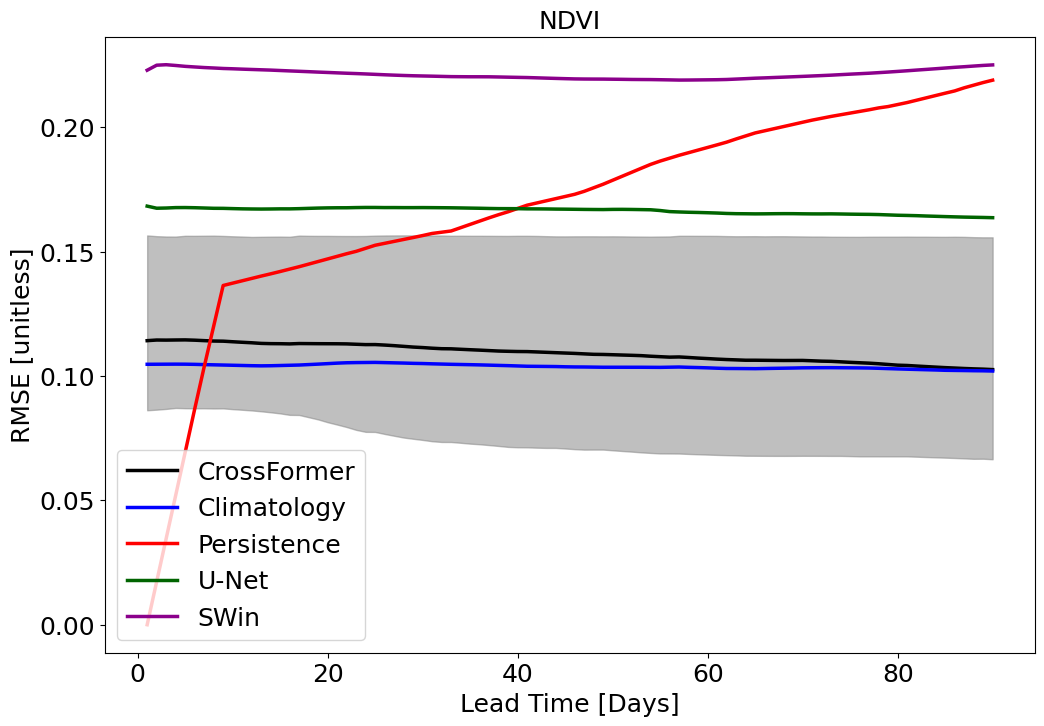 NDVI
RMSE [unitless]
0.20
0.15
0.10
0.05
0.00
CrossFormer
Climatology
Persistence
U-Net
SWin
0 20 40 60 80
Lead Time [Days]